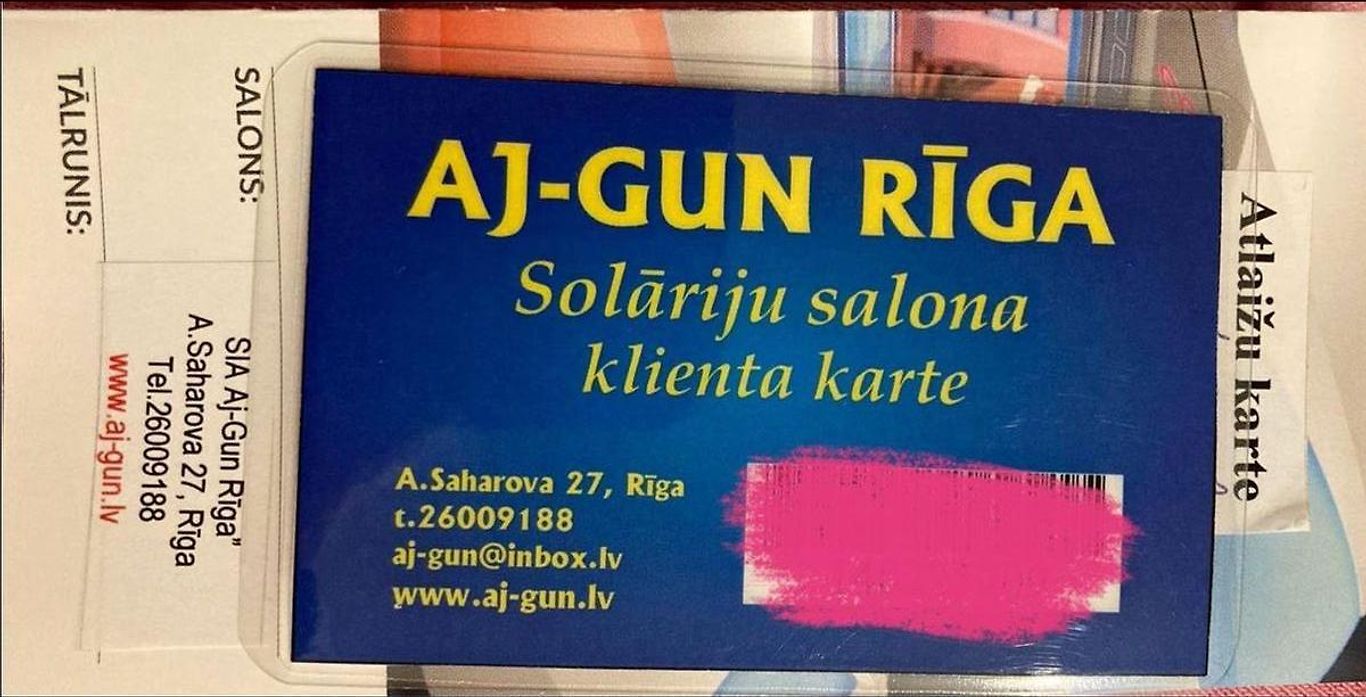 AJ-GUN RĪGA
Solāriju salona
klienta karte
A.Saharova 27, Rīga
t.26009188
aj-gun@inbox.lv
www.aj-gun.lv
Atlaižu karte
SALONS:
TĀLRUNIS:
SIA Aj-Gun Rīga"
A.Saharova 27, Rīga
Tel.26009188
www.aj-gun.lv